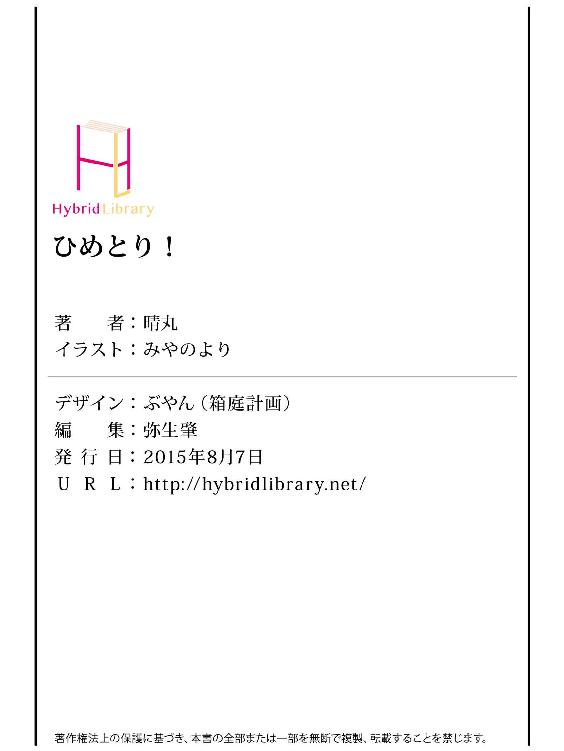 HybridLibrary
ひめとり！
著　　者：晴丸
イラスト：みやのより
デザイン：ぶやん（箱庭計画）
編　　集：弥生肇
発 行 日：2015年8月7日
U R L：http://hybridlibrary.net/
著作権法上の保護に基づき、本書の全部または一部を無断で複製、転載することを禁じます。